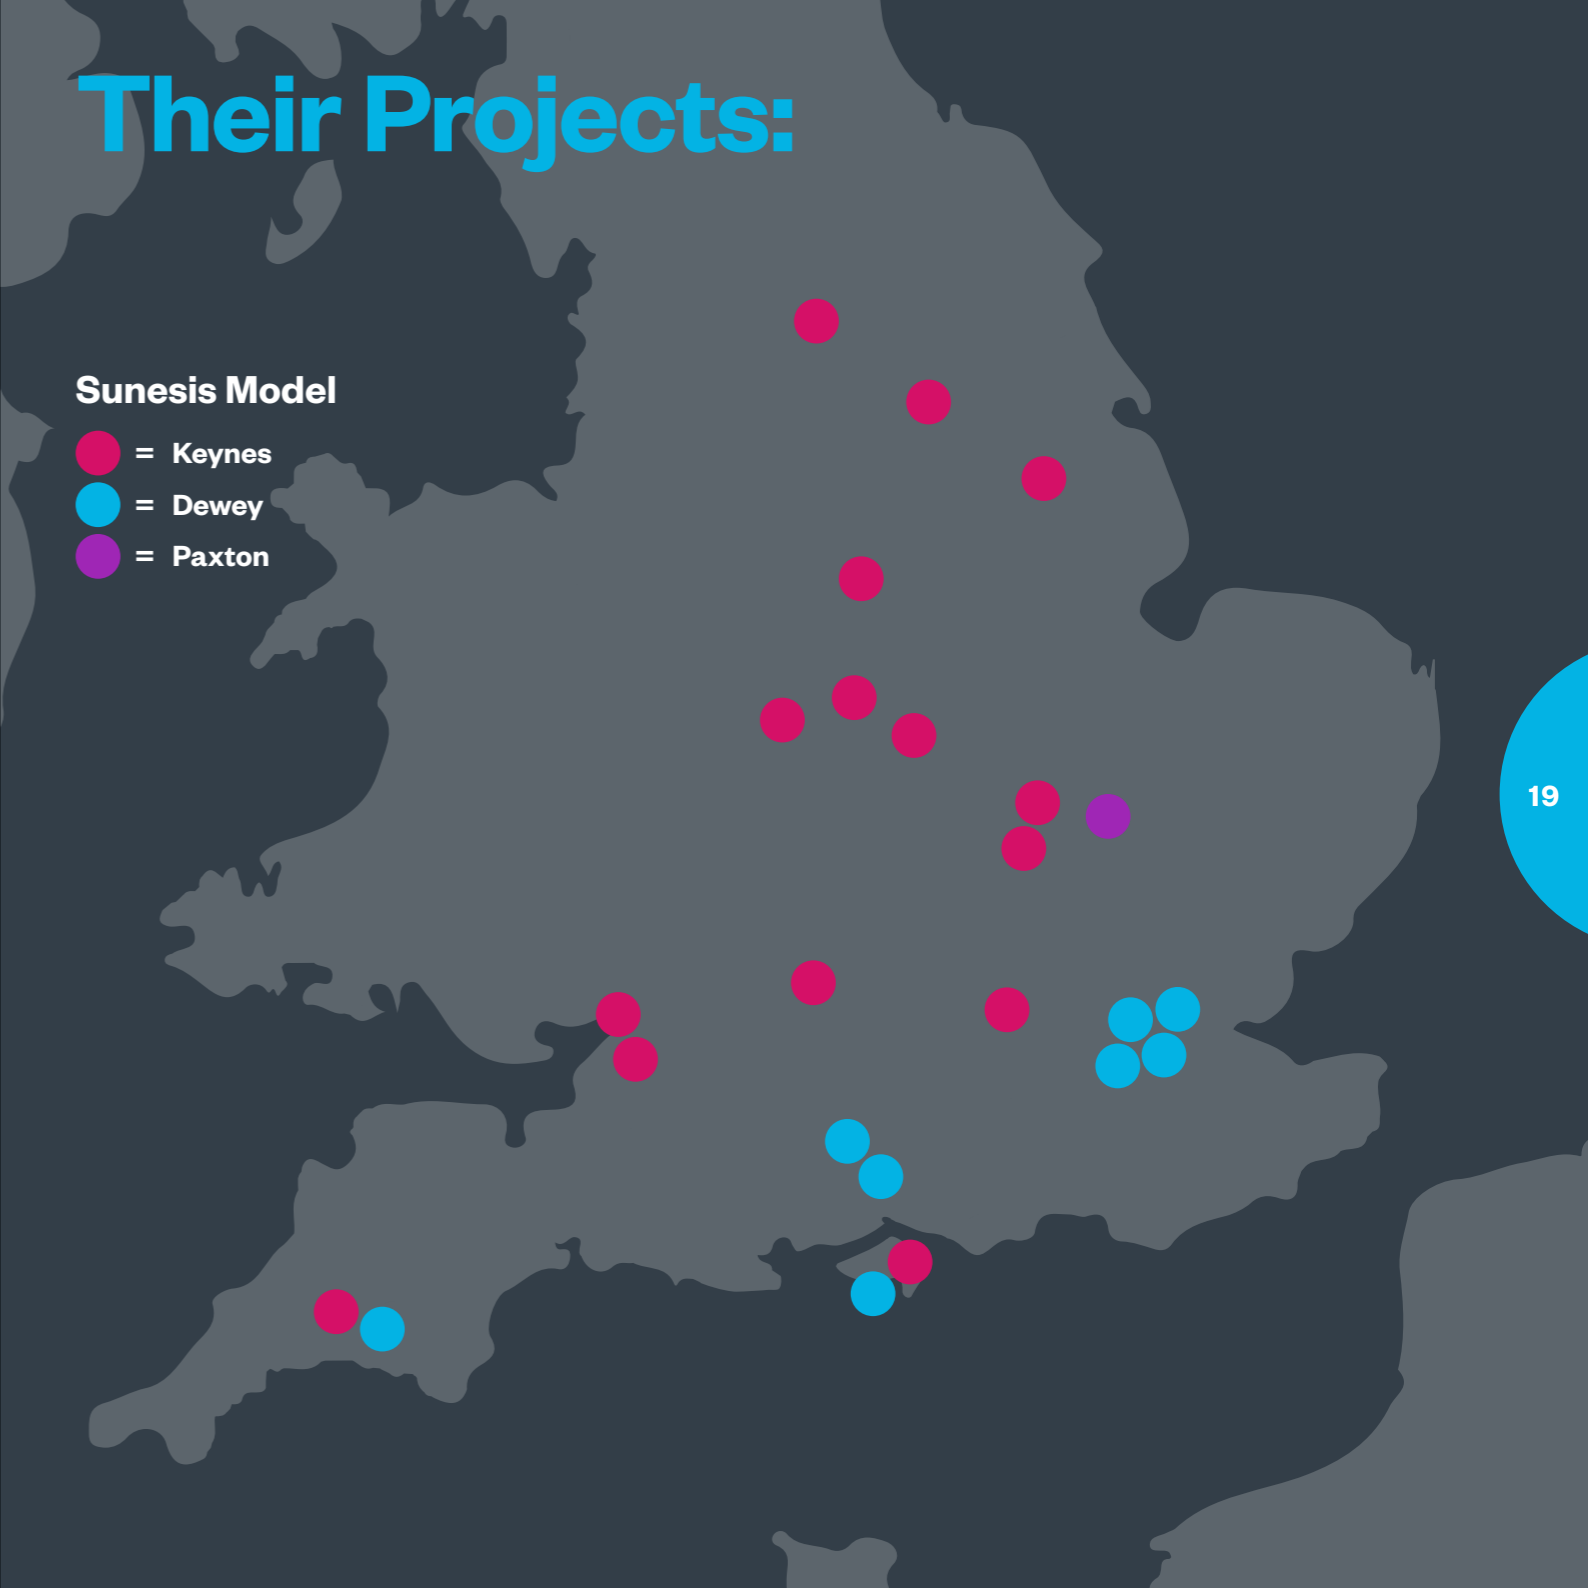 Their Projects:
Sunesis Model
= Keynes
= Dewey
= Paxton
19